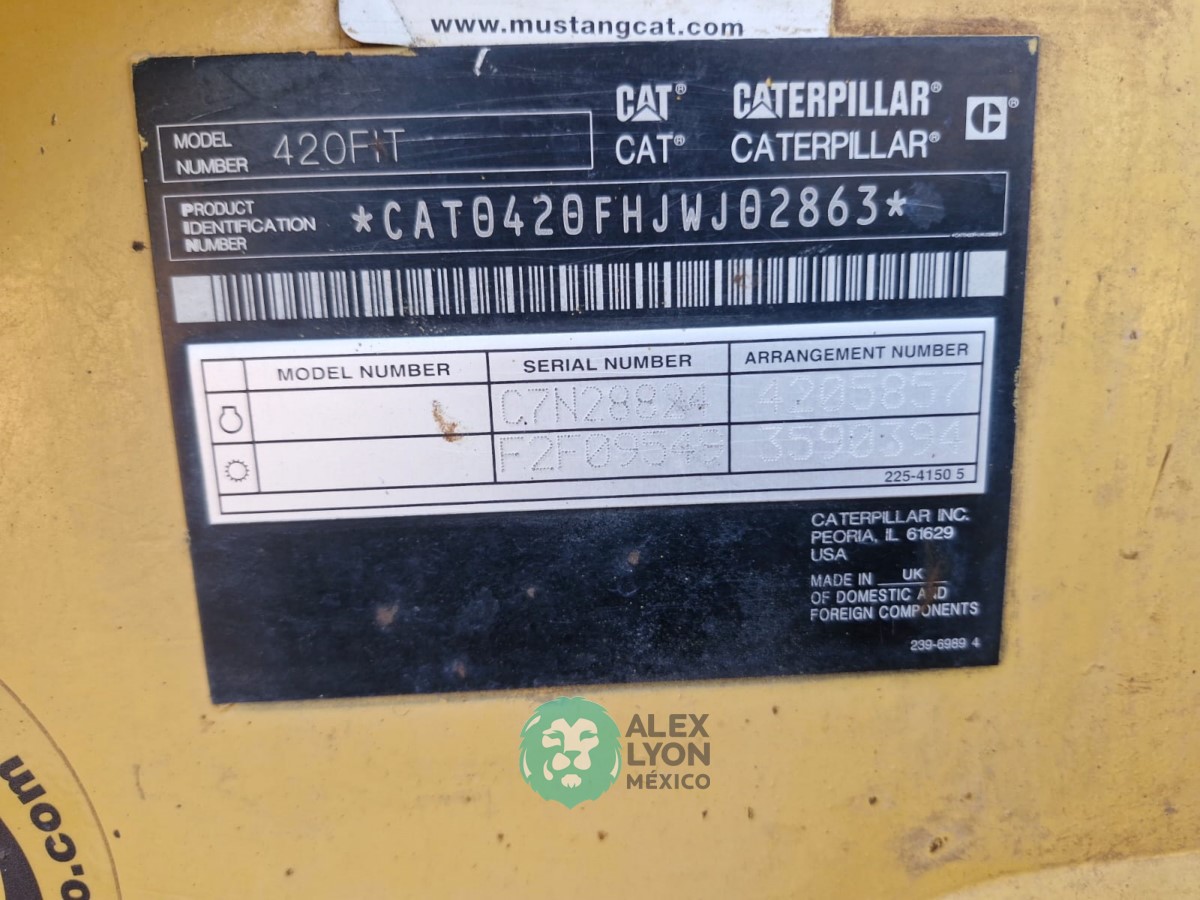 www.mustangcat.com
CAT® CATERPILLAR®
CAT® CATERPILLAR®
C®
MODEL NUMBER 420FIT
PRODUCT IDENTIFICATION NUMBER *CAT0420FHJWJ02863*
MODEL NUMBER SERIAL NUMBER ARRANGEMENT NUMBER
C7N28824 4205857
3590394
225-4150 5
CATERPILLAR INC.
PEORIA, IL 61629
USA
MADE IN UK
OF DOMESTIC AND
FOREIGN COMPONENTS
239-6989 4
ALEX
LYON
MÉXICO
.com